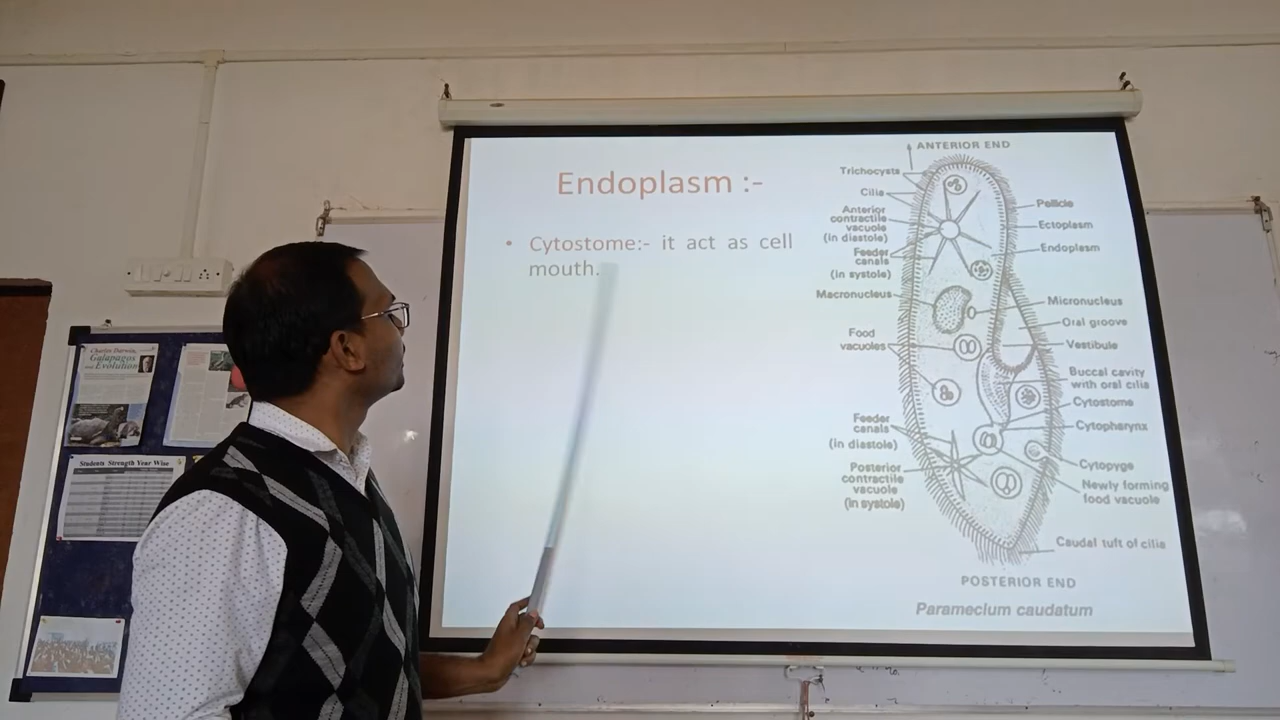 Endoplasm :-
• Cytostome:- it act as cell
mouth.
ANTERIOR END
Trichocysts
Cilia
Anterior
contractile
vacuole
(in diastole)
Feeder
canals
(in systole)
Macronucleus
Food
vacuoles
Feeder
canals
(in diastole)
Posterior
contractile
vacuole
(in systole)
Pellicle
Ectoplasm
Endoplasm
Micronucleus
Oral groove
Vestibule
Buccal cavity
with oral cilia
Cytostome
Cytopharynx
Cytopyge
Newly forming
food vacuole
Caudal tuft of cilia
POSTERIOR END
Paramecium caudatum
Charles Darwin,
Galapagos
and Evolution
Students Strength Year Wise